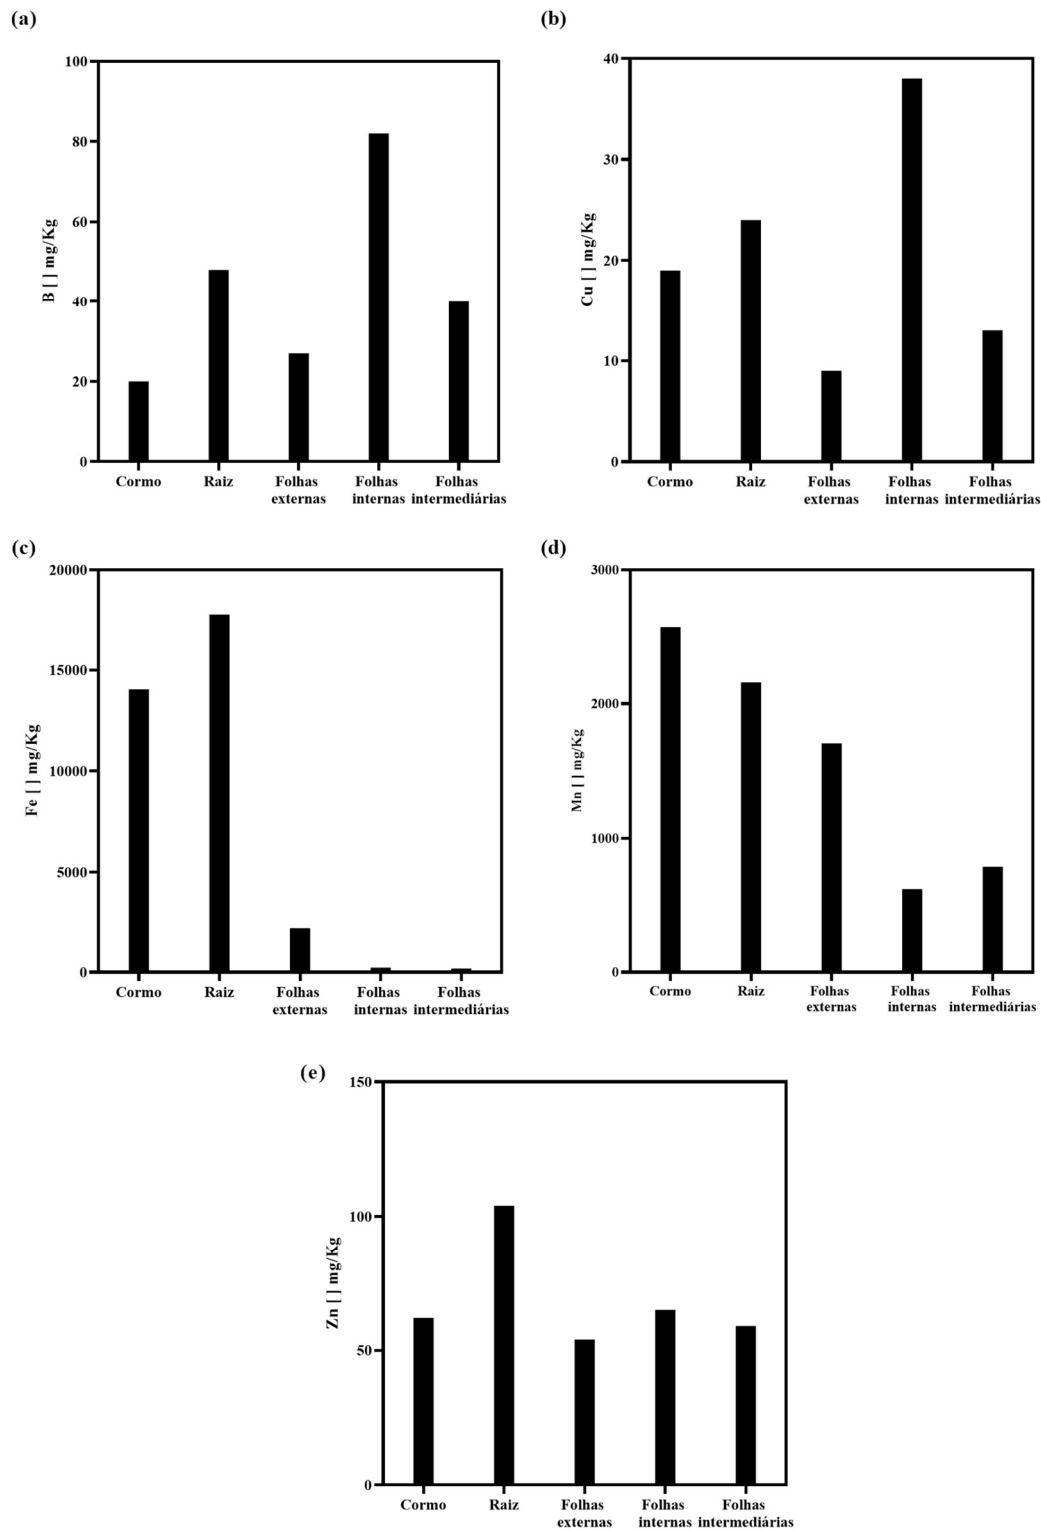 (a)
100
80
60
40
20
0
B [ ] mg/Kg
Cormo
Raiz
Folhas
externas
Folhas
internas
Folhas
intermediárias
(b)
40
30
20
10
0
Cu [ ] mg/Kg
Cormo
Raiz
Folhas
externas
Folhas
internas
Folhas
intermediárias
(c)
20000
15000
10000
5000
0
Fe [ ] mg/Kg
Cormo
Raiz
Folhas
externas
Folhas
internas
Folhas
intermediárias
(d)
3000
2000
1000
0
Mn [ ] mg/Kg
Cormo
Raiz
Folhas
externas
Folhas
internas
Folhas
intermediárias
(e)
150
100
50
0
Zn [ ] mg/Kg
Cormo
Raiz
Folhas
externas
Folhas
internas
Folhas
intermediárias